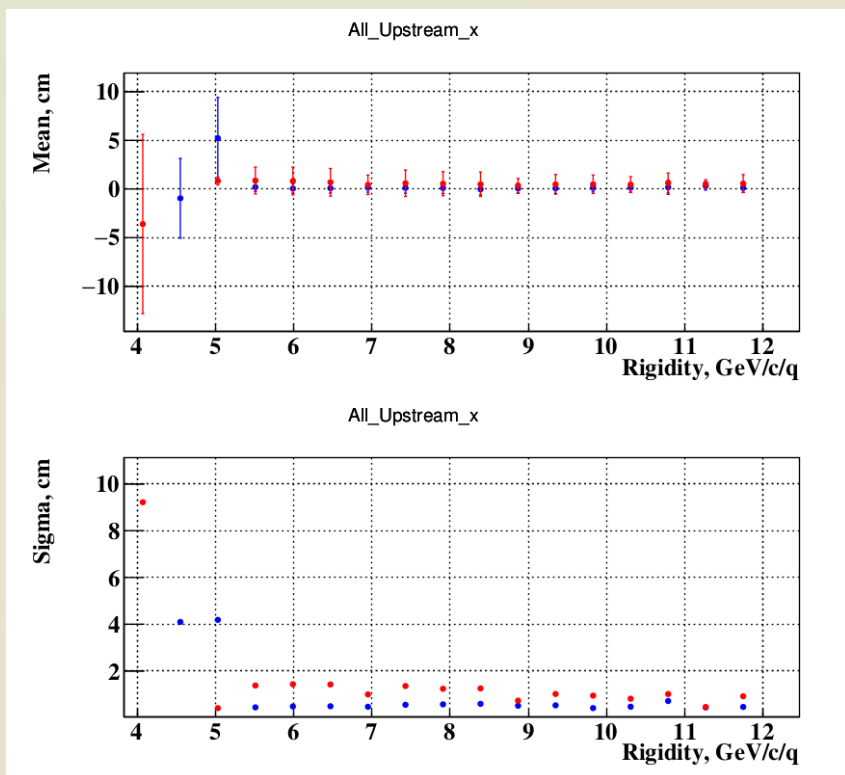 All_Upstream_x
Mean, cm
10
5
0
−5
−10
4 5 6 7 8 9 10 11 12
Rigidity, GeV/c/q
All_Upstream_x
Sigma, cm
10
8
6
4
2
4 5 6 7 8 9 10 11 12
Rigidity, GeV/c/q